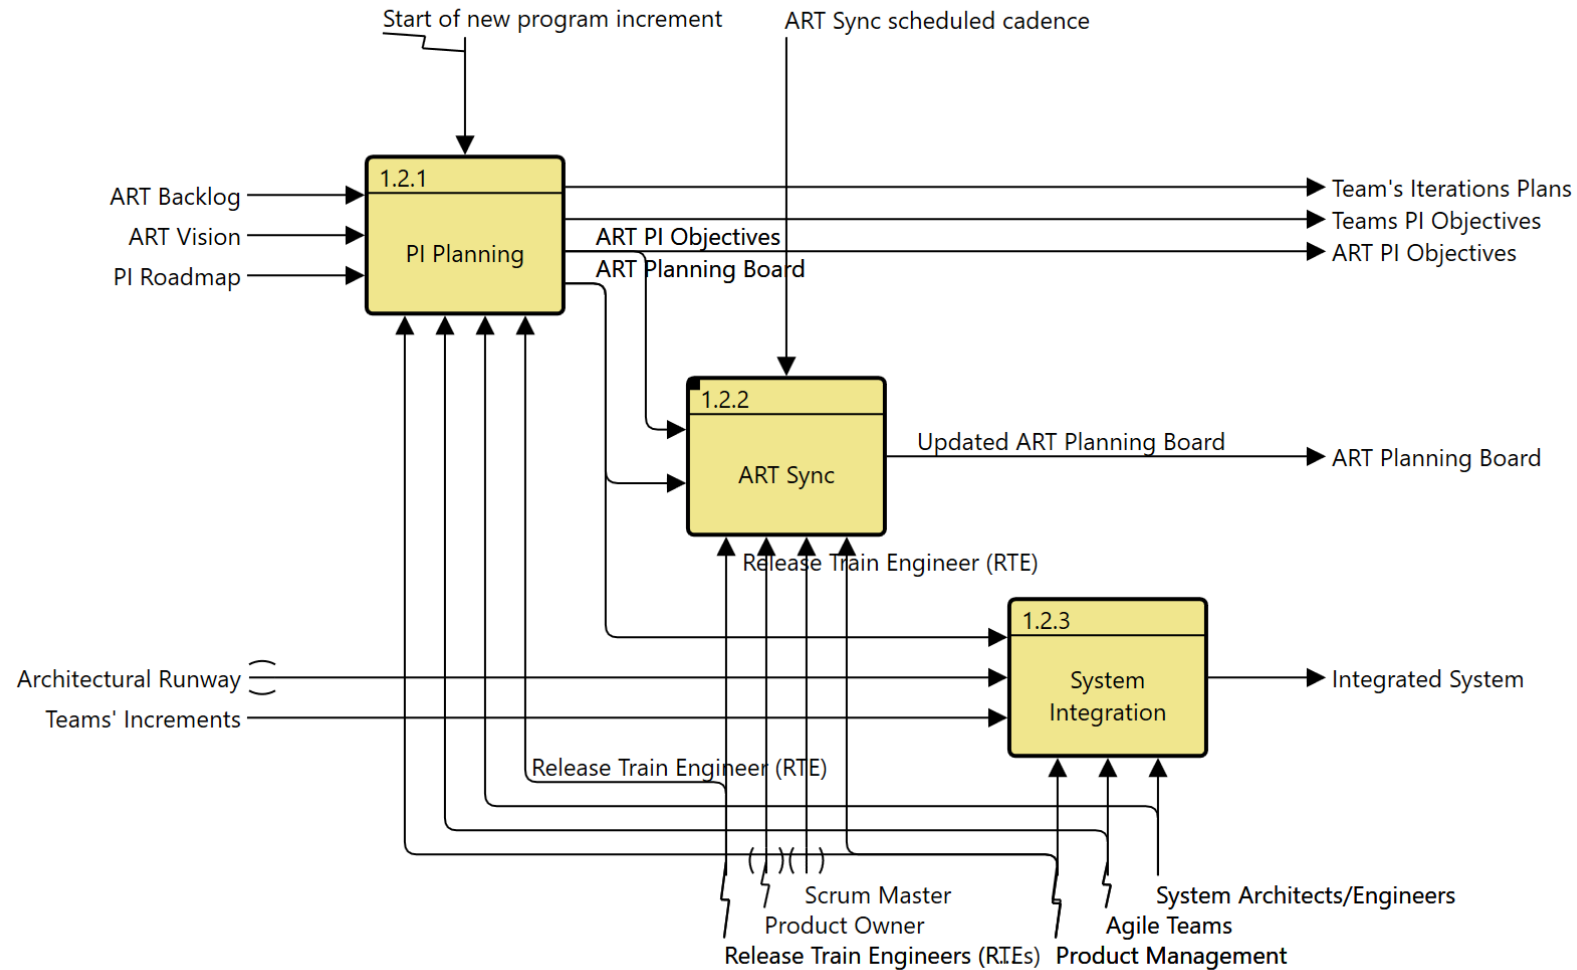 Start of new program increment
ART Sync scheduled cadence
1.2.1
PI Planning
ART Backlog
ART Vision
PI Roadmap
Team's Iterations Plans
Teams PI Objectives
ART PI Objectives
ART PI Objectives
ART Planning Board
1.2.2
ART Sync
Updated ART Planning Board
ART Planning Board
Release Train Engineer (RTE)
1.2.3
System
Integration
Architectural Runway
Teams' Increments
Integrated System
Release Train Engineer (RTE)
Scrum Master
System Architects/Engineers
Product Owner
Agile Teams
Release Train Engineers (RTEs)
Product Management